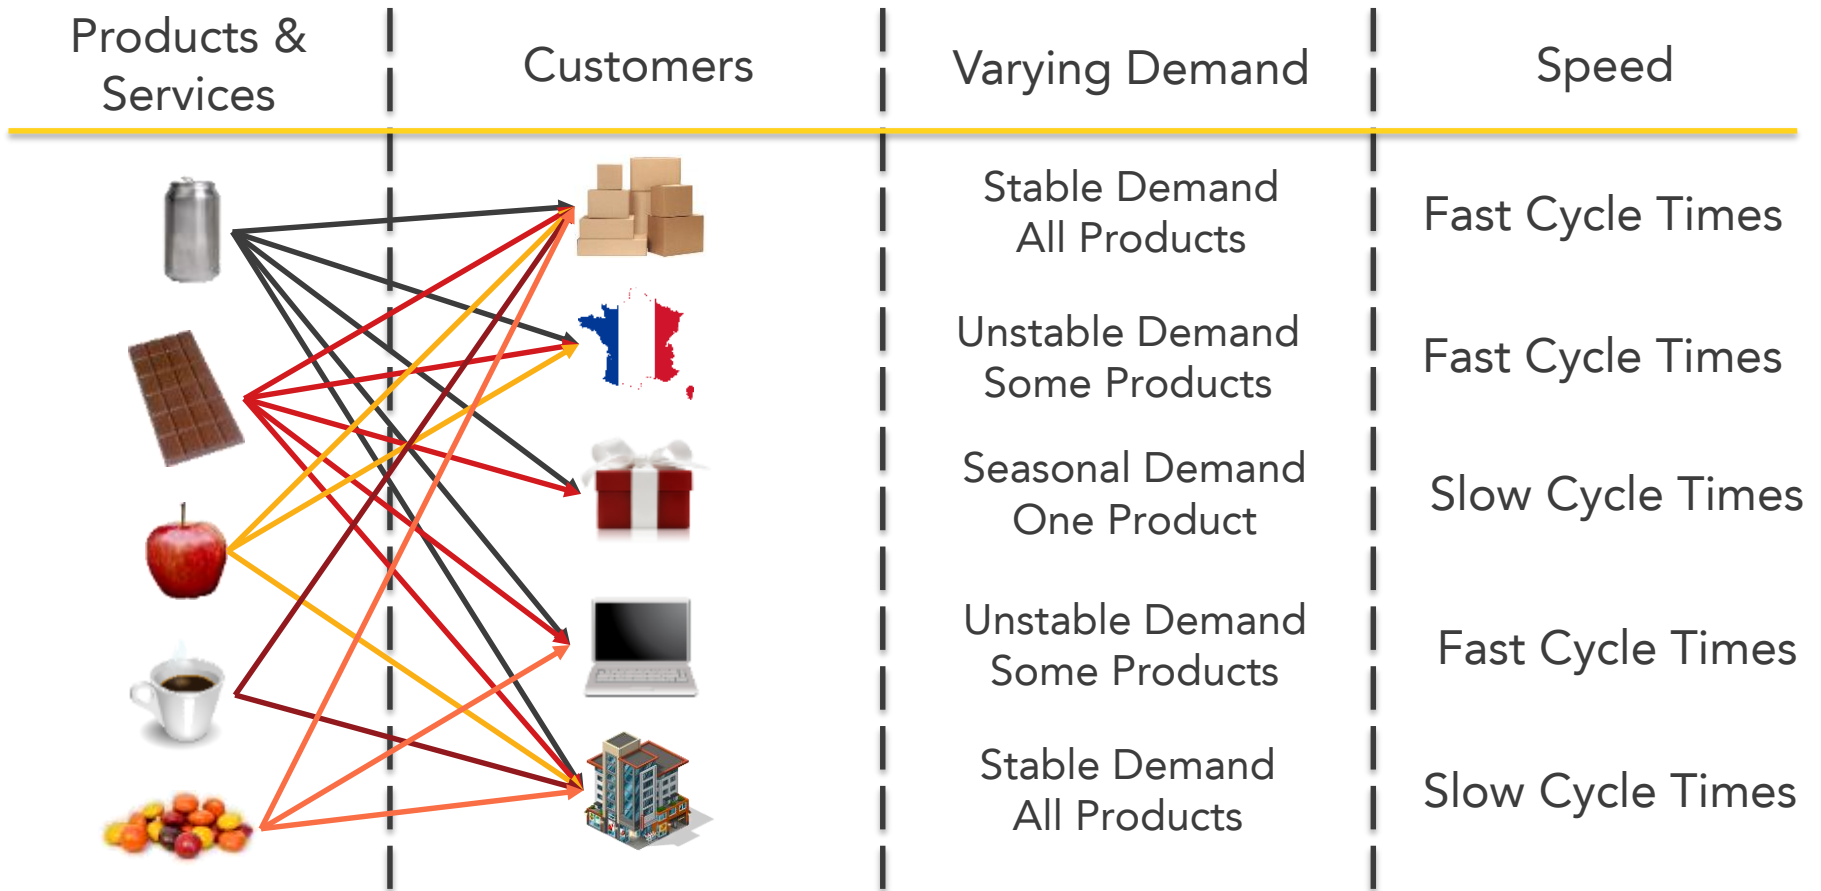 Products &
Services
Customers
Varying Demand
Speed
Stable Demand
All Products
Fast Cycle Times
Unstable Demand
Some Products
Fast Cycle Times
Seasonal Demand
One Product
Slow Cycle Times
Unstable Demand
Some Products
Fast Cycle Times
Stable Demand
All Products
Slow Cycle Times